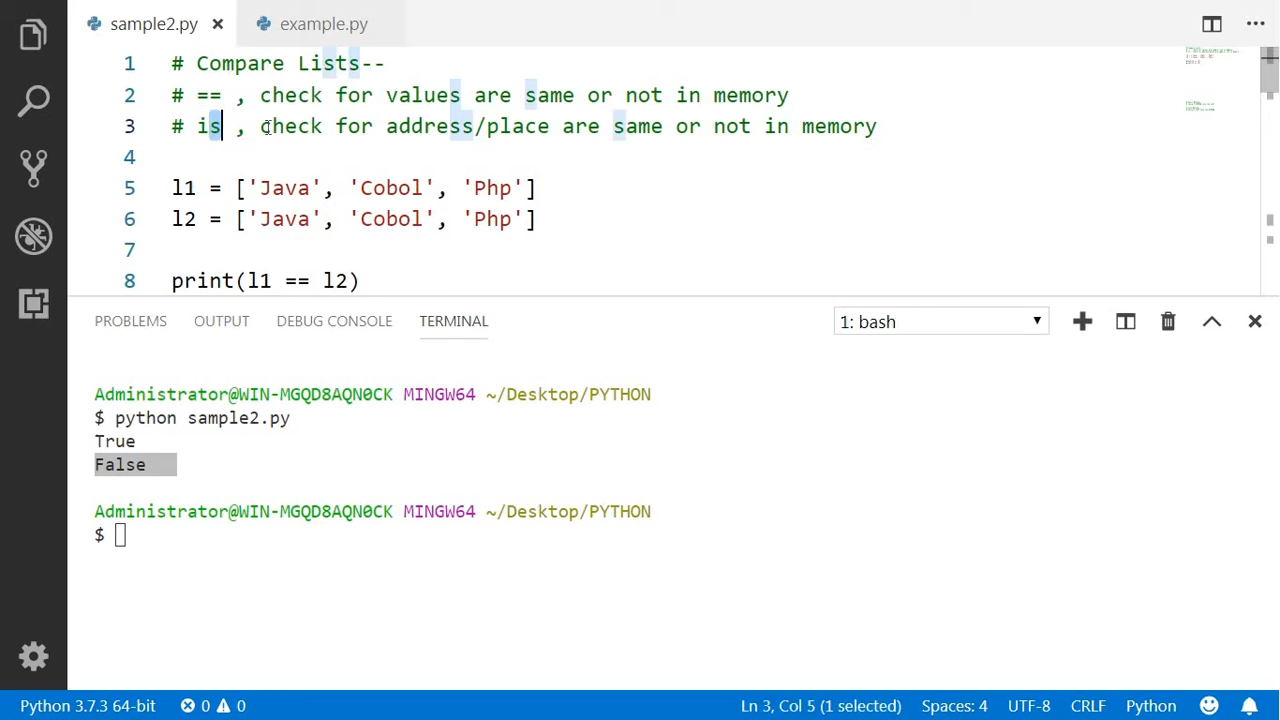 sample2.py
example.py
1 # Compare Lists--
2 # == , check for values are same or not in memory
3 # is , check for address/place are same or not in memory
4
5 l1 = ['Java', 'Cobol', 'Php']
6 l2 = ['Java', 'Cobol', 'Php']
7
8 print(l1 == l2)
PROBLEMS OUTPUT DEBUG CONSOLE TERMINAL 1: bash
Administrator@WIN-MGQD8AQN0CK MINGW64 ~/Desktop/PYTHON
$ python sample2.py
True
False
Administrator@WIN-MGQD8AQN0CK MINGW64 ~/Desktop/PYTHON
$
Python 3.7.3 64-bit 0 0 Ln 3, Col 5 (1 selected) Spaces: 4 UTF-8 CRLF Python